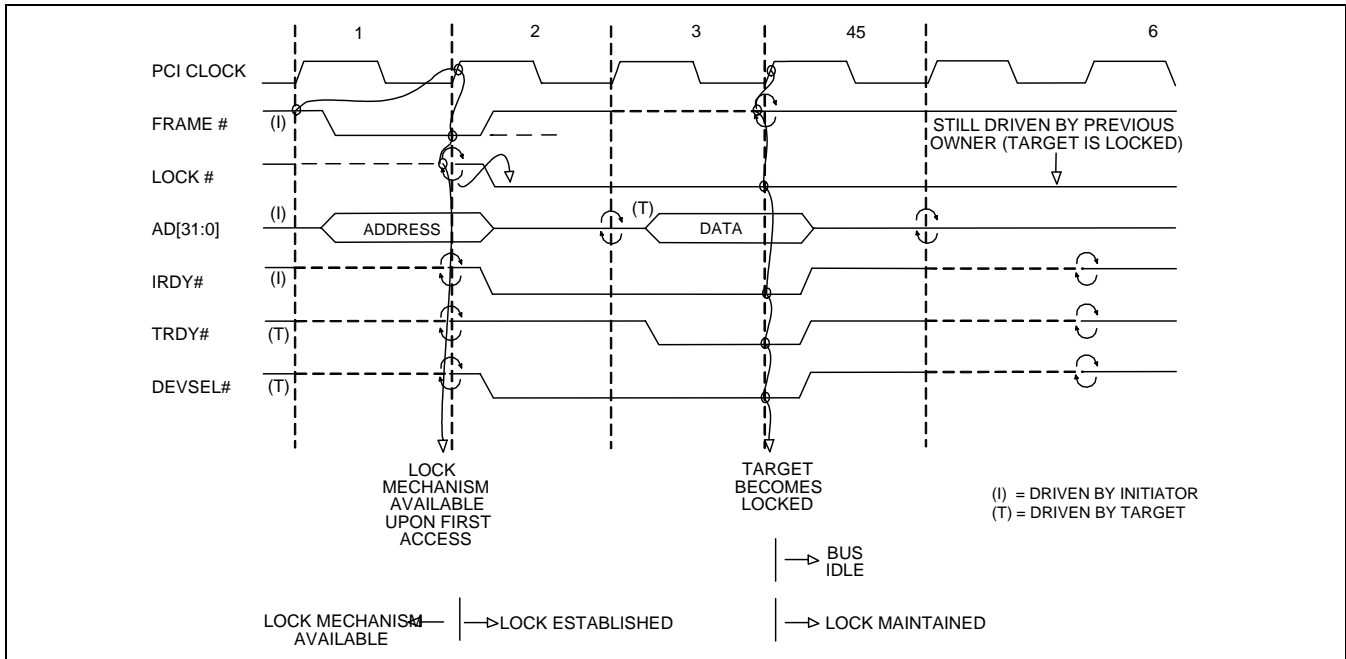 1 2 3 45 6
PCI CLOCK
FRAME # (I)
STILL DRIVEN BY PREVIOUS
OWNER (TARGET IS LOCKED)
LOCK #
AD[31:0] (I) ADDRESS (T) DATA
IRDY# (I)
TRDY# (T)
DEVSEL# (T)
LOCK
MECHANISM
AVAILABLE
UPON FIRST
ACCESS
TARGET
BECOMES
LOCKED
(I) = DRIVEN BY INITIATOR
(T) = DRIVEN BY TARGET
BUS
IDLE
LOCK MECHANISM
AVAILABLE
LOCK ESTABLISHED
LOCK MAINTAINED